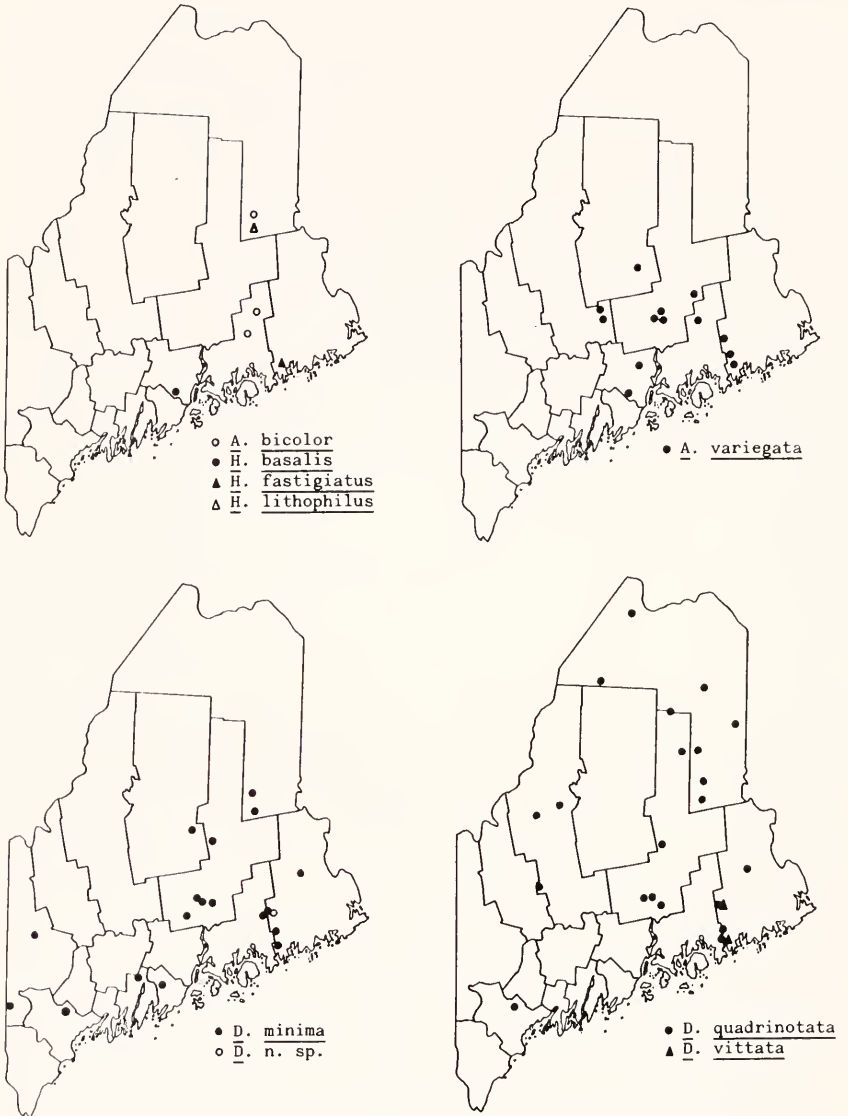 ○ A. bicolor
● H. basalis
▲ H. fastigiatus
△ H. lithophilus
● A. variegata
● D. minima
○ D. n. sp.
● D. quadrinotata
▲ D. vittata